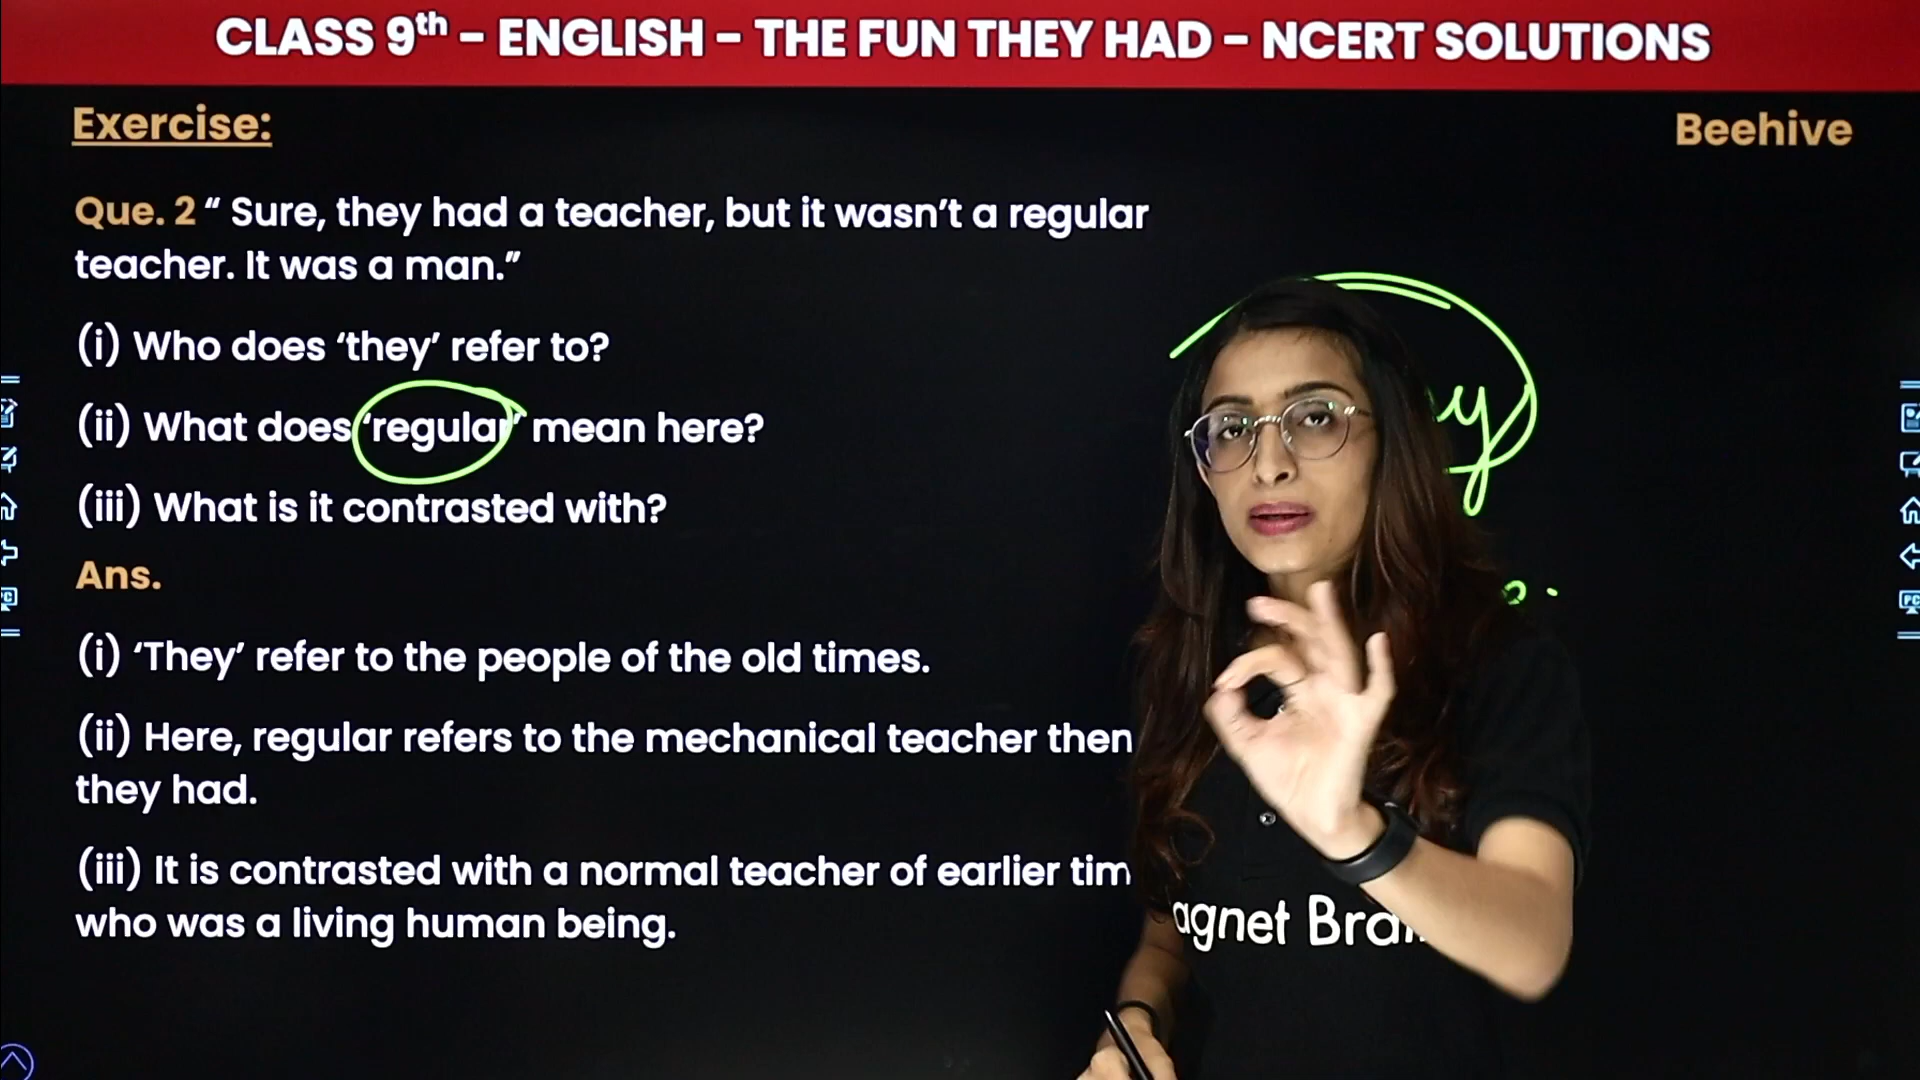 CLASS 9th – ENGLISH – THE FUN THEY HAD – NCERT SOLUTIONS
Exercise:
Beehive
Que. 2 “ Sure, they had a teacher, but it wasn’t a regular
teacher. It was a man.”
(i) Who does ‘they’ refer to?
(ii) What does ‘regular’ mean here?
(iii) What is it contrasted with?
Ans.
(i) ‘They’ refer to the people of the old times.
(ii) Here, regular refers to the mechanical teacher then
they had.
(iii) It is contrasted with a normal teacher of earlier tim
who was a living human being.
agnet Bra